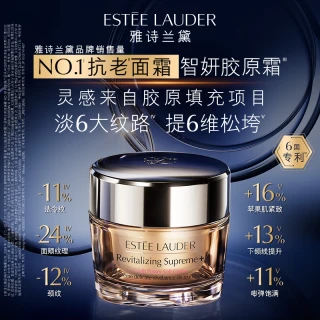 ESTĒE LAUDER
雅诗兰黛
雅诗兰黛品牌销售量
NO.1抗老面霜 智妍胶原霜
灵感来自胶原填充项目
淡6大纹路 提6维松垮
6国
专利
-11%
法令纹
24%
面颊纹理
-12%
颈纹
+16%
苹果肌紧致
+13%
下颌线提升
+11%
嘭弹饱满
ESTĒE LAUDER
Revitalizing Supreme+